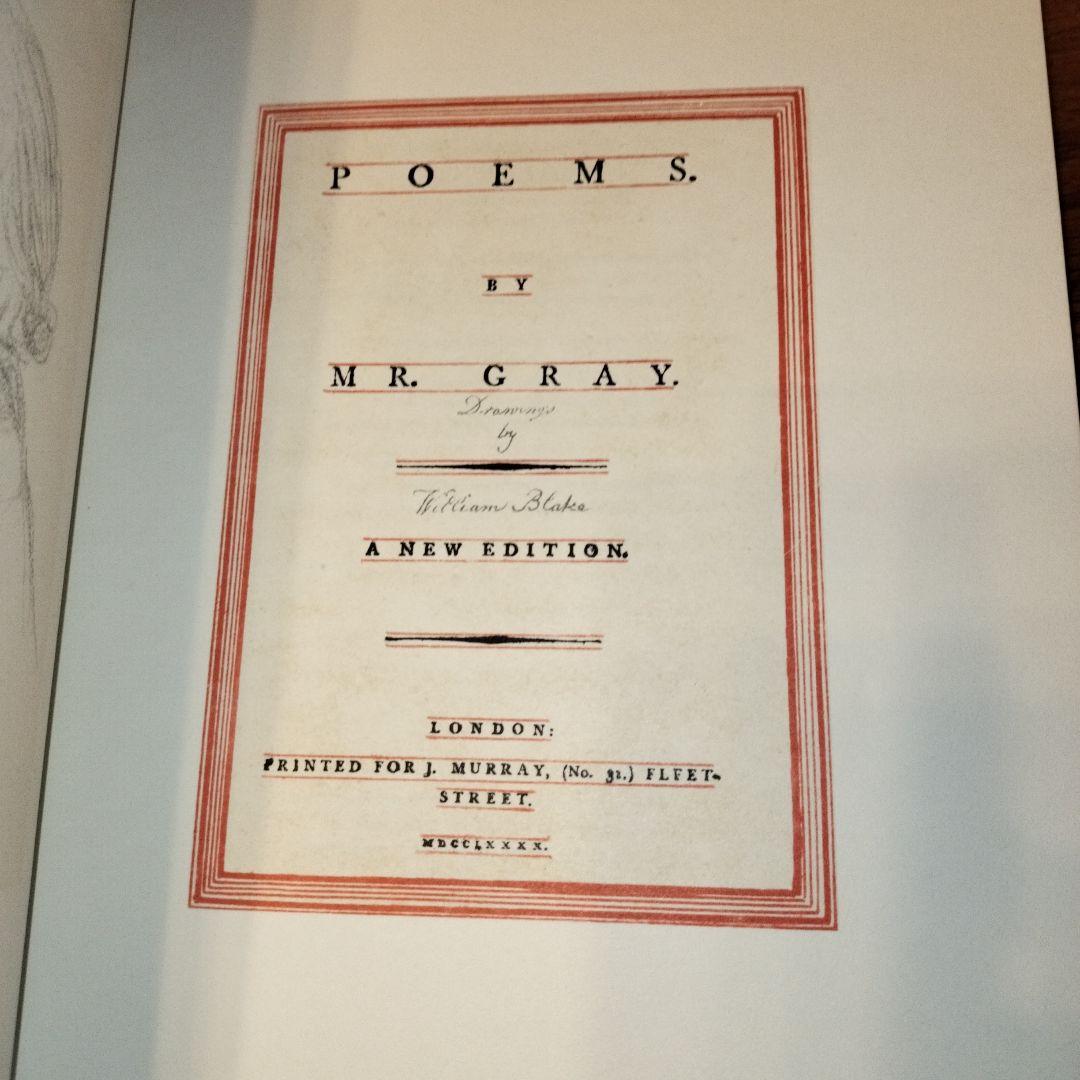 POEMS.
BY
MR. GRAY.
Drawings
by
William Blake
A NEW EDITION.
LONDON:
PRINTED FOR J. MURRAY, (No. 32.) FLEET-
STREET.
MDCCLXXXX.